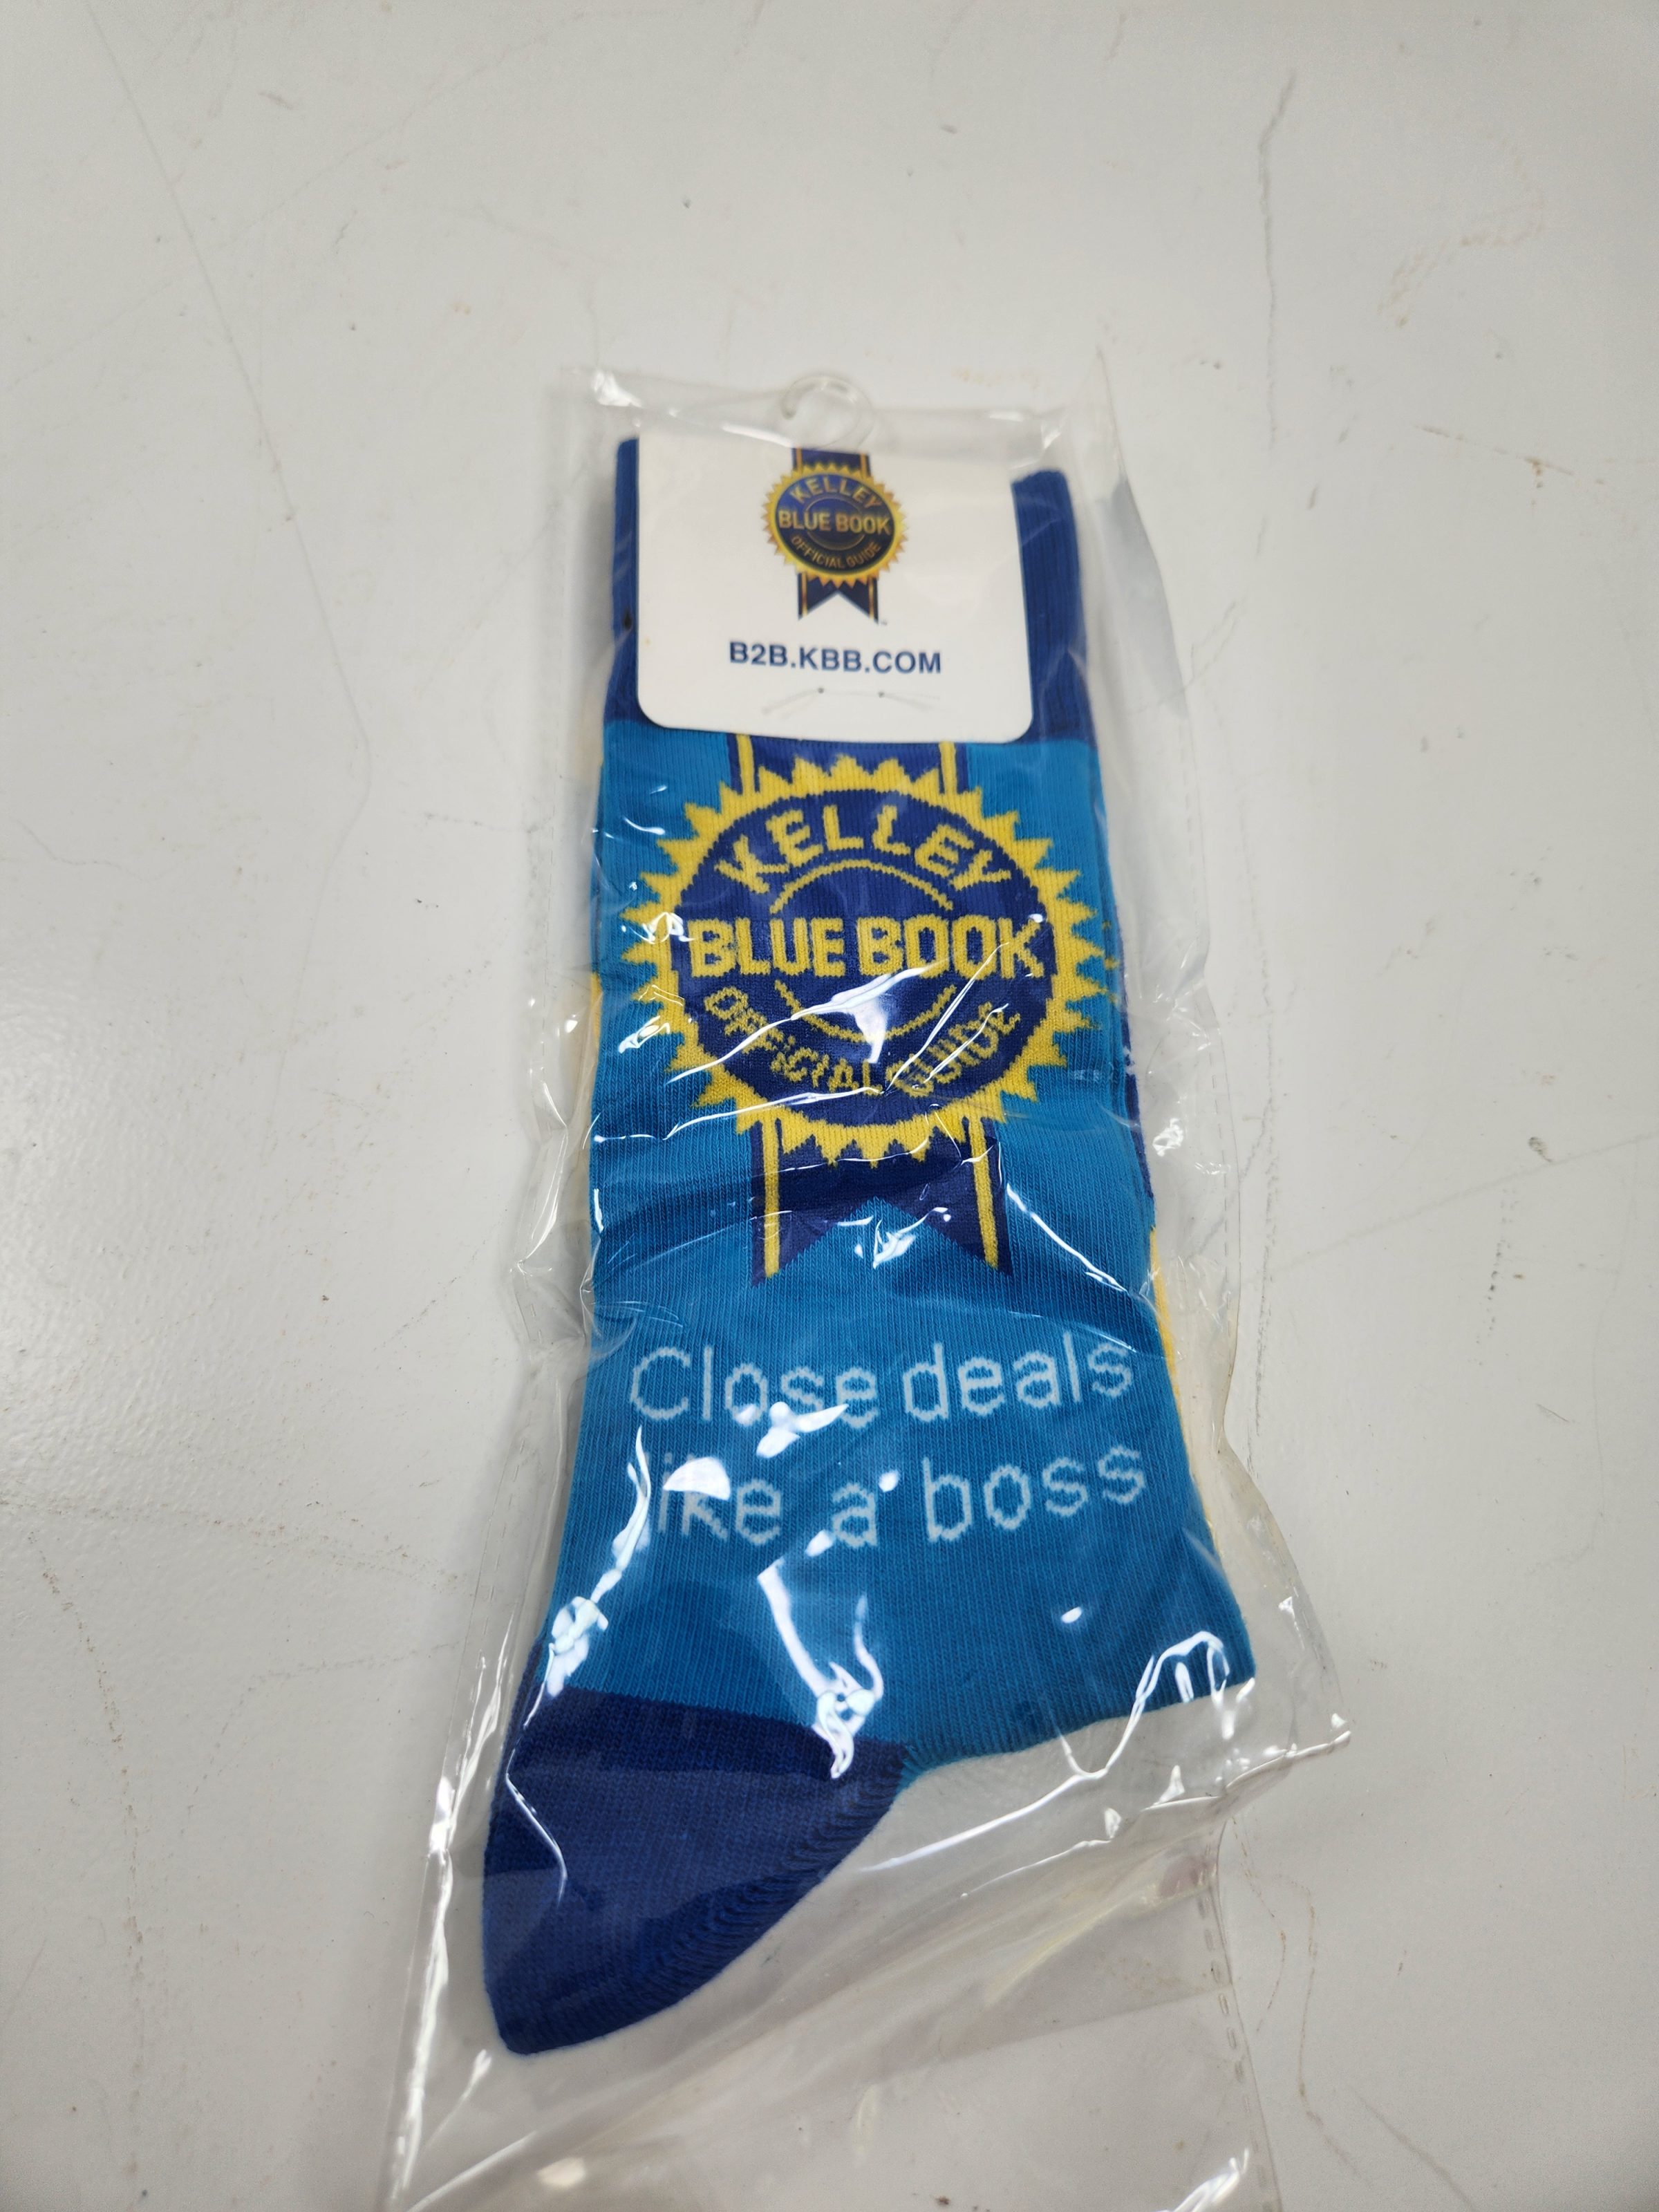 KELLEY
BLUE BOOK
OFFICIAL GUIDE
B2B.KBB.COM
KELLEY
BLUE BOOK
OFFICIAL GUIDE
Close deals
like a boss